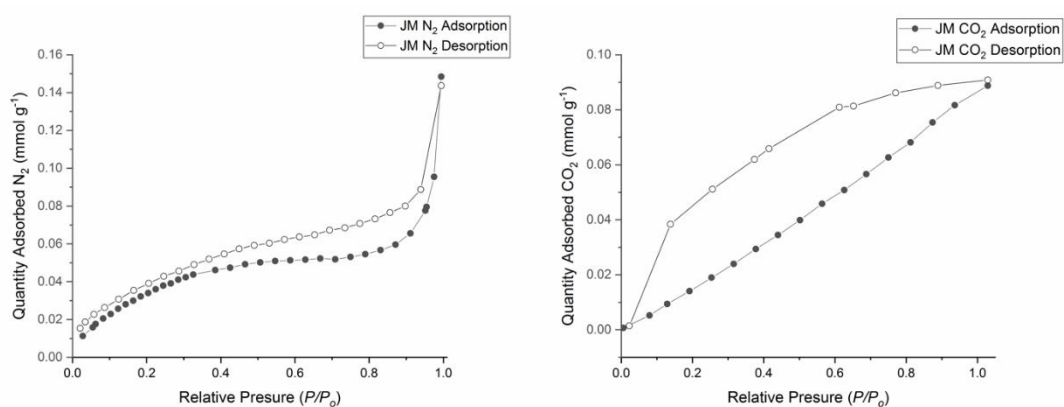 JM N₂ Adsorption
JM N₂ Desorption
0.16
0.14
0.12
0.10
0.08
0.06
0.04
0.02
0.00
Quantity Adsorbed N₂ (mmol g⁻¹)
0.0 0.2 0.4 0.6 0.8 1.0
Relative Presure (P/Pₒ)
JM CO₂ Adsorption
JM CO₂ Desorption
0.10
0.08
0.06
0.04
0.02
0.00
Quantity Adsorbed CO₂ (mmol g⁻¹)
0.0 0.2 0.4 0.6 0.8 1.0
Relative Presure (P/Pₒ)